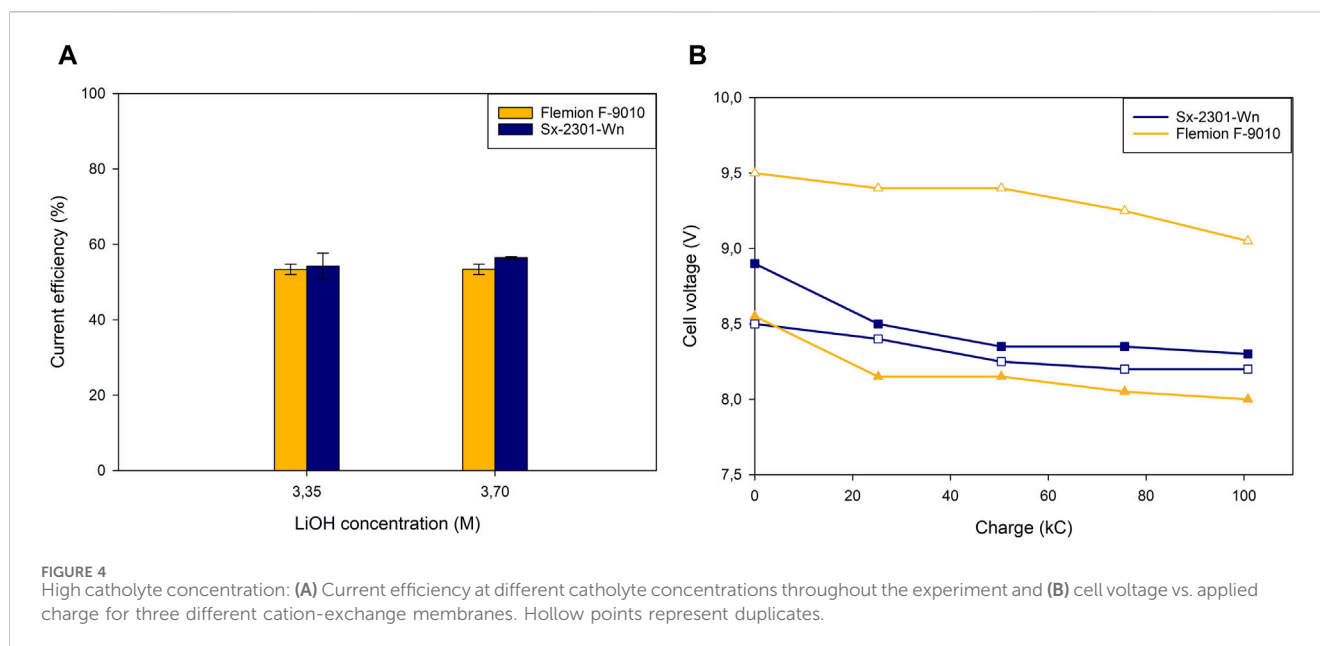 A
100
80
60
40
20
0
Current efficiency (%)
Flemion F-9010
Sx-2301-Wn
3,35
3,70
LiOH concentration (M)
B
10,0
9,5
9,0
8,5
8,0
7,5
Cell voltage (V)
Sx-2301-Wn
Flemion F-9010
0
20
40
60
80
100
Charge (kC)
FIGURE 4
High catholyte concentration: (A) Current efficiency at different catholyte concentrations throughout the experiment and (B) cell voltage vs. applied
charge for three different cation-exchange membranes. Hollow points represent duplicates.